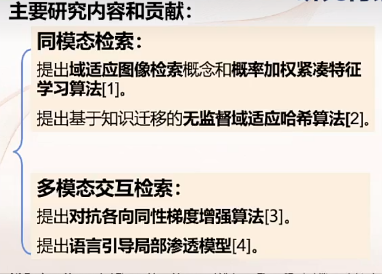 主要研究内容和贡献：
同模态检索：
提出域适应图像检索概念和概率加权紧凑特征
学习算法[1]。
提出基于知识迁移的无监督域适应哈希算法[2]。
多模态交互检索：
提出对抗各向同性梯度增强算法[3]。
提出语言引导局部渗透模型[4]。